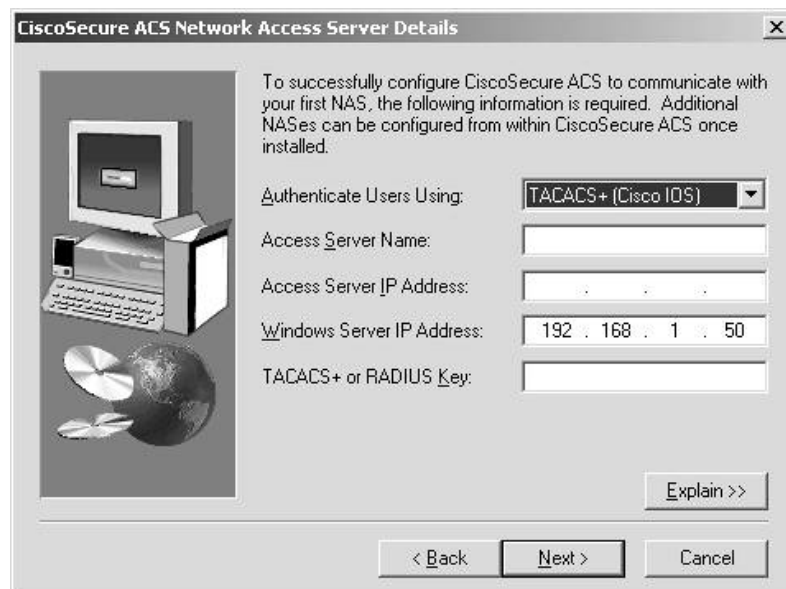 CiscoSecure ACS Network Access Server Details
To successfully configure CiscoSecure ACS to communicate with
your first NAS, the following information is required. Additional
NASes can be configured from within CiscoSecure ACS once
installed.
Authenticate Users Using: TACACS+ (Cisco IOS)
Access Server Name:
Access Server IP Address: . . .
Windows Server IP Address: 192 . 168 . 1 . 50
TACACS+ or RADIUS Key:
Explain >>
< Back Next > Cancel